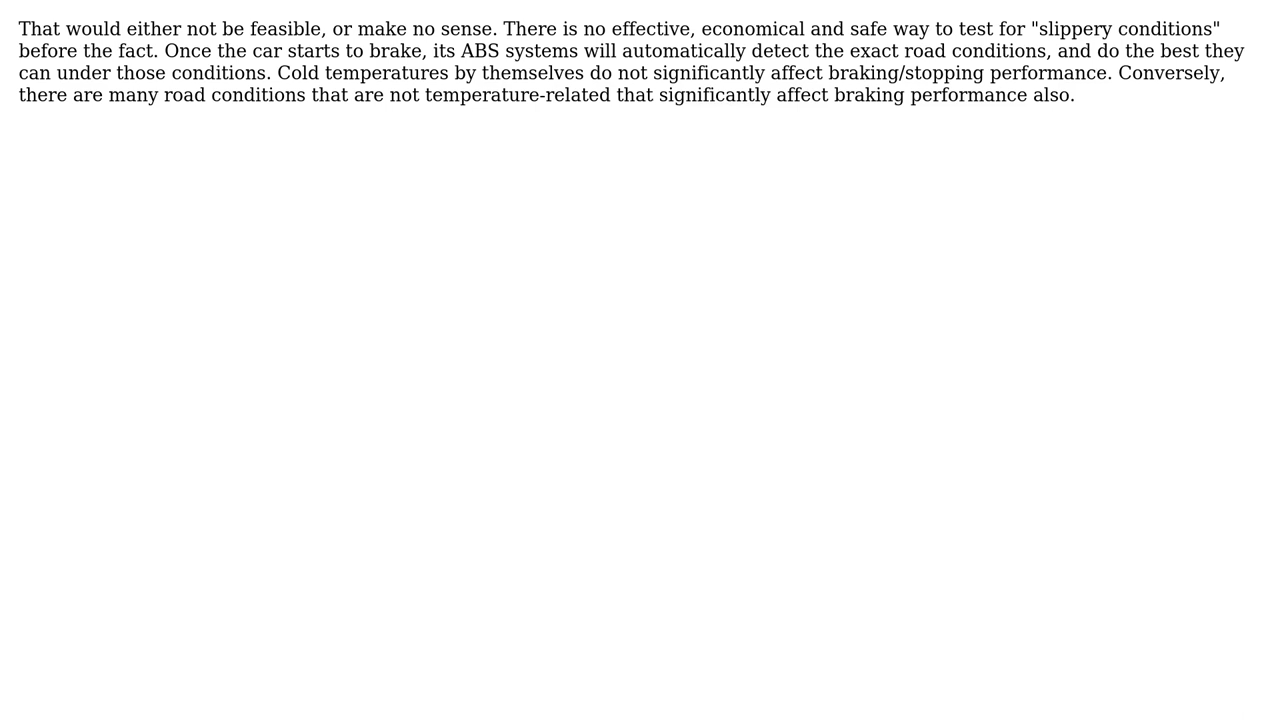 That would either not be feasible, or make no sense. There is no effective, economical and safe way to test for "slippery conditions"
before the fact. Once the car starts to brake, its ABS systems will automatically detect the exact road conditions, and do the best they
can under those conditions. Cold temperatures by themselves do not significantly affect braking/stopping performance. Conversely,
there are many road conditions that are not temperature-related that significantly affect braking performance also.